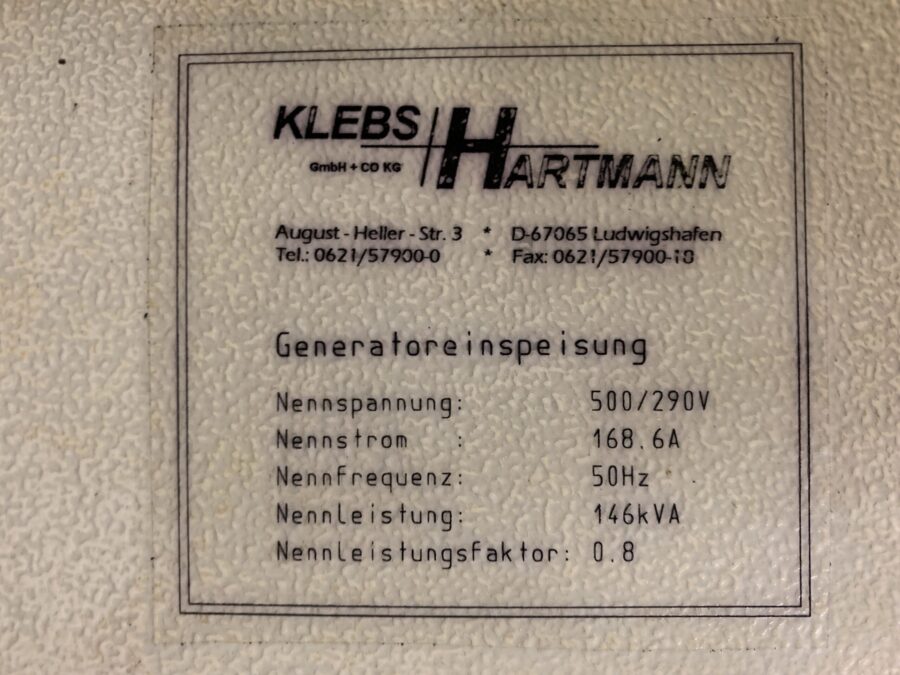 KLEBS HARTMANN
GmbH + CO KG
August - Heller - Str. 3 * D-67065 Ludwigshafen
Tel.: 0621/57900-0 * Fax: 0621/57900-18
Generatoreinspeisung
Nennspannung: 500/290V
Nennstrom : 168.6A
Nennfrequenz: 50Hz
Nennleistung: 146kVA
Nennleistungsfaktor: 0.8